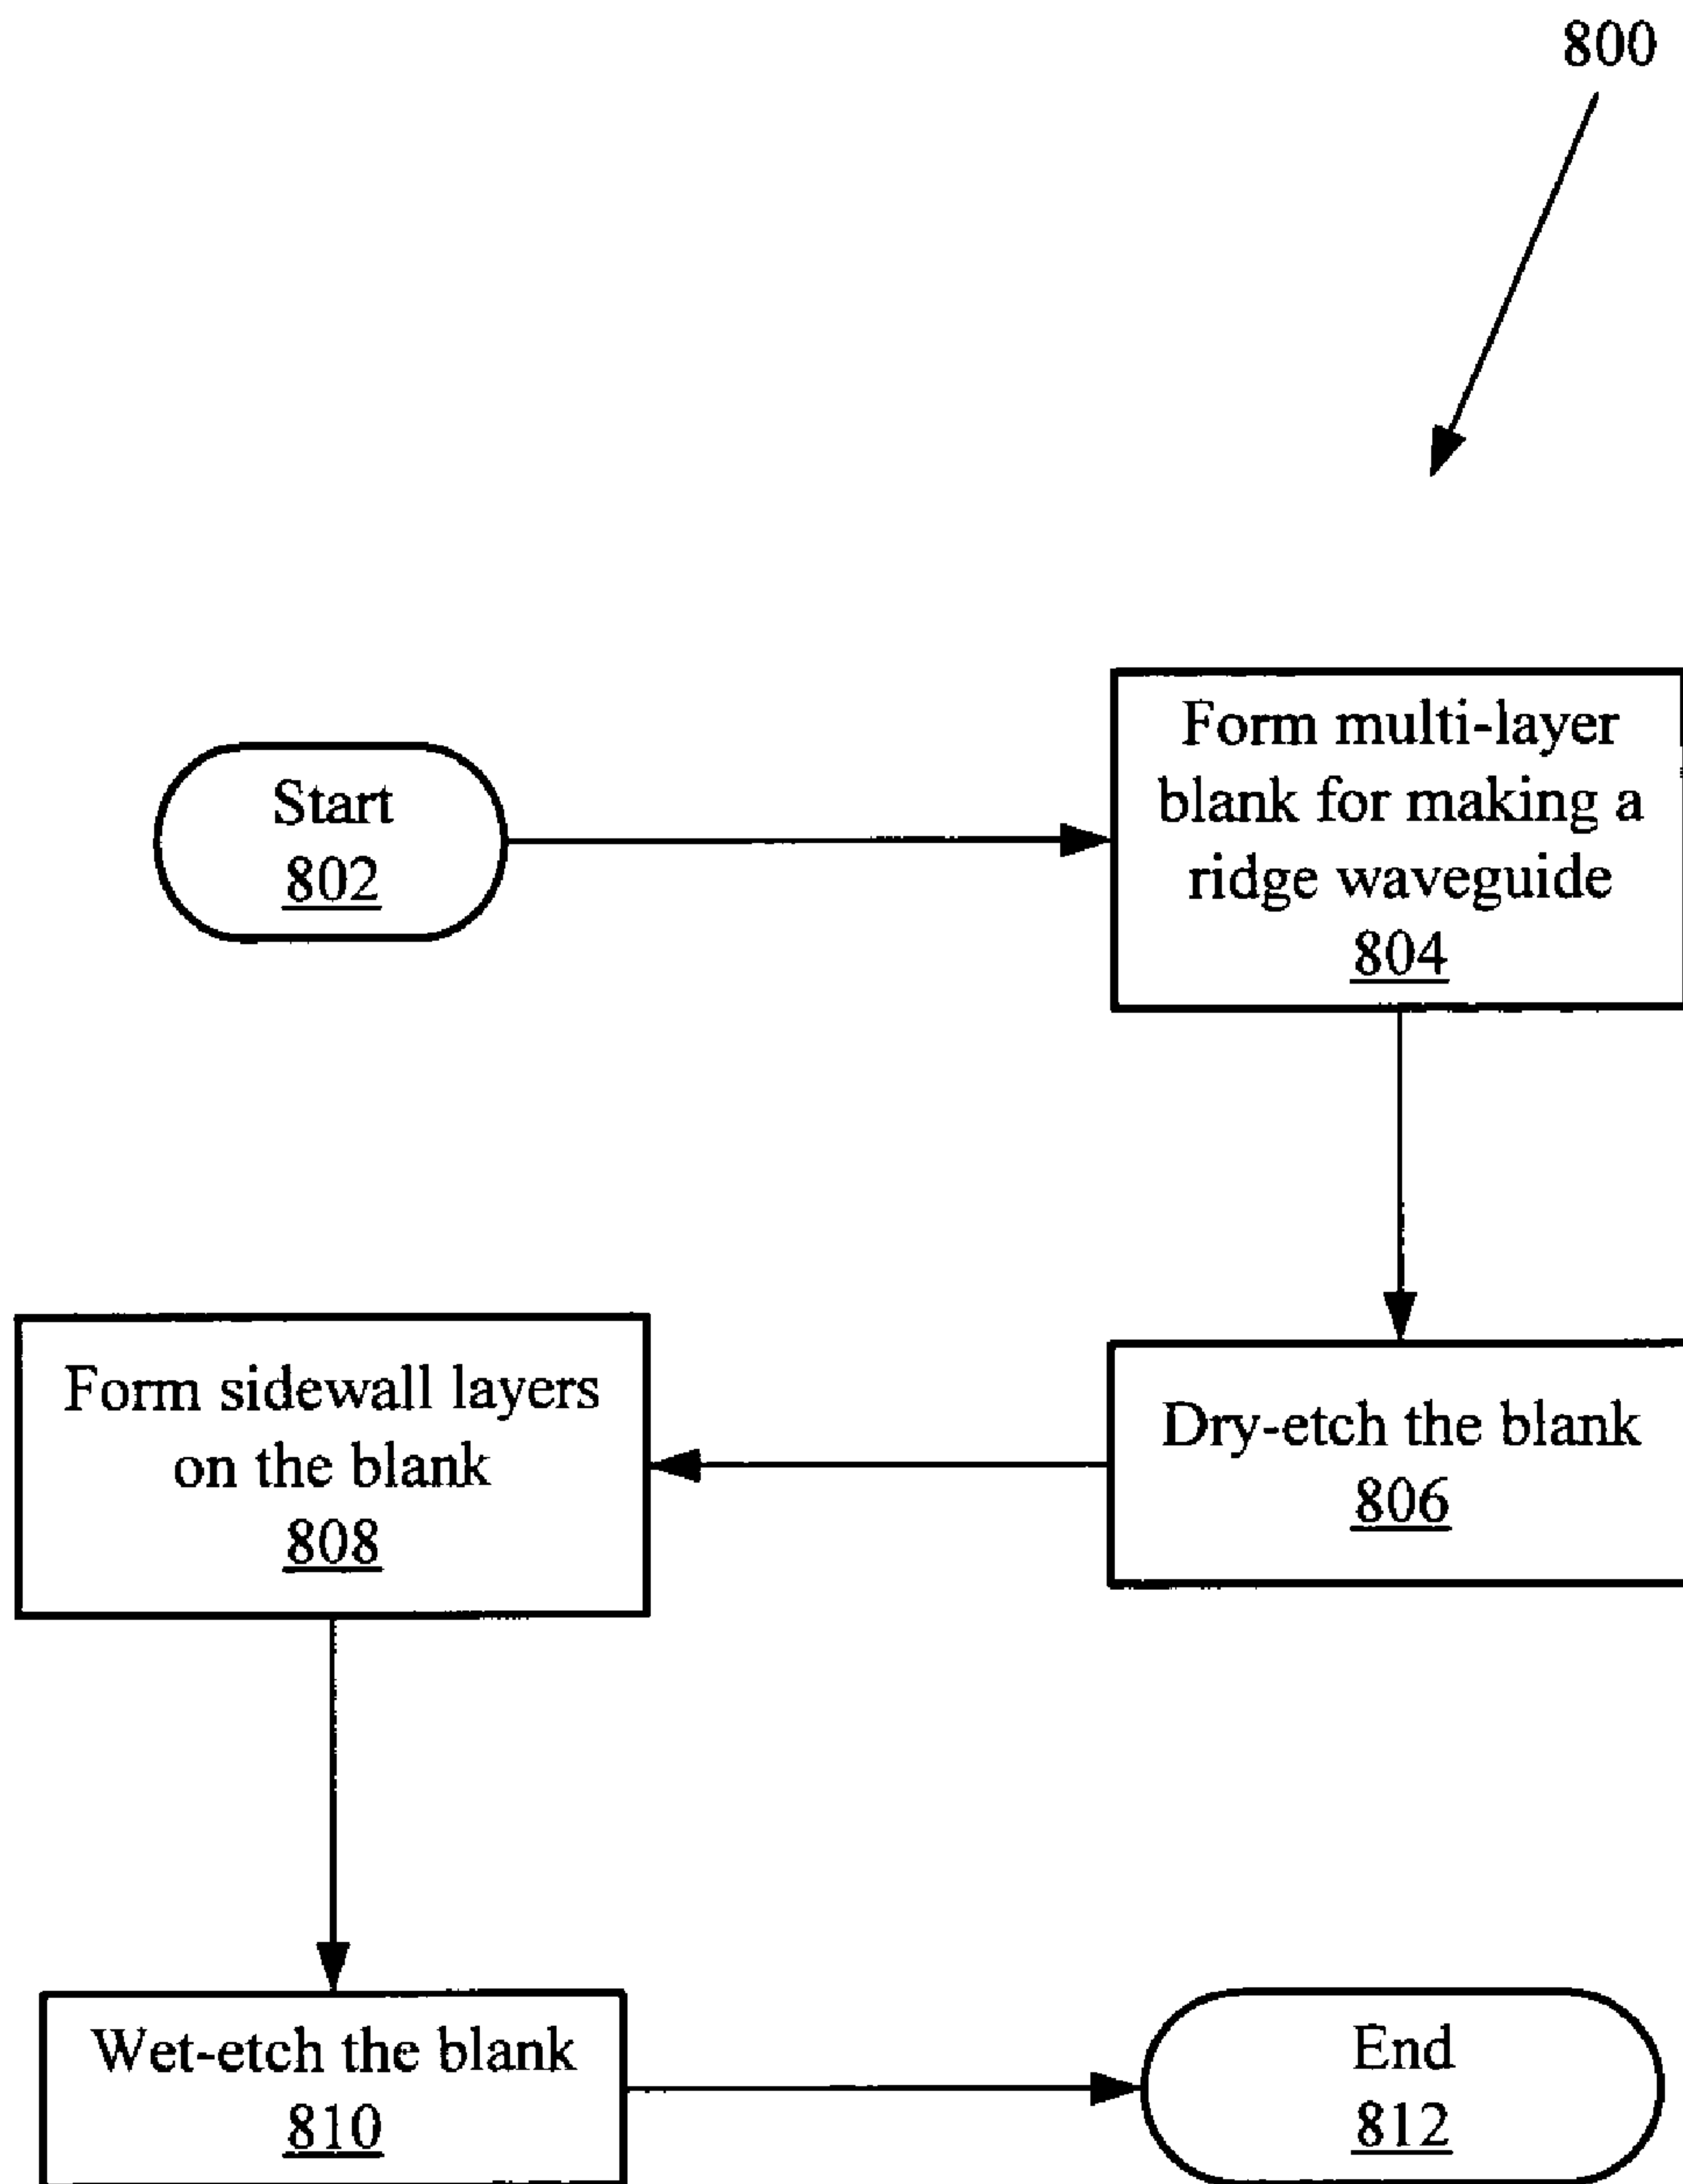 800
Start
802
Form multi-layer
blank for making a
ridge waveguide
804
Dry-etch the blank
806
Form sidewall layers
on the blank
808
Wet-etch the blank
810
End
812